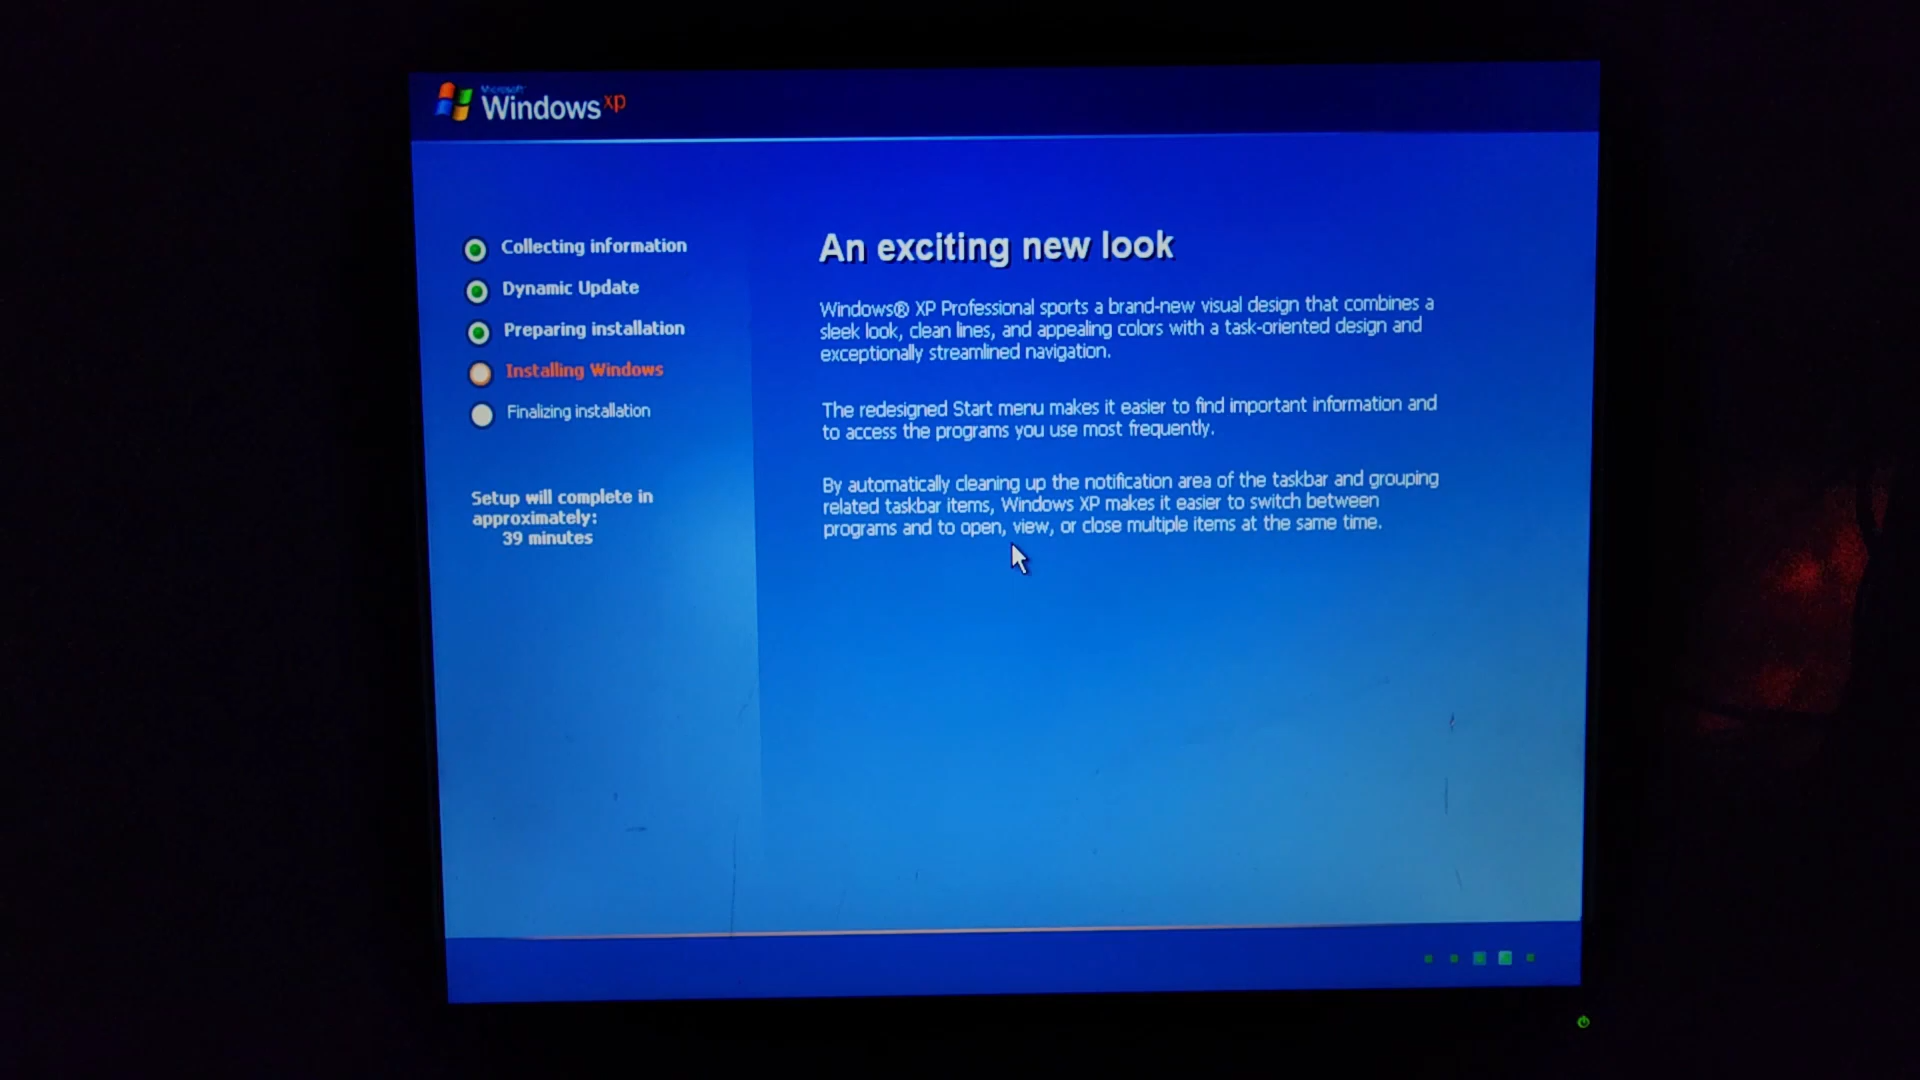 Microsoft
Windows xp
Collecting information
Dynamic Update
Preparing installation
Installing Windows
Finalizing installation
Setup will complete in
approximately:
39 minutes
An exciting new look
Windows® XP Professional sports a brand-new visual design that combines a
sleek look, clean lines, and appealing colors with a task-oriented design and
exceptionally streamlined navigation.
The redesigned Start menu makes it easier to find important information and
to access the programs you use most frequently.
By automatically cleaning up the notification area of the taskbar and grouping
related taskbar items, Windows XP makes it easier to switch between
programs and to open, view, or close multiple items at the same time.